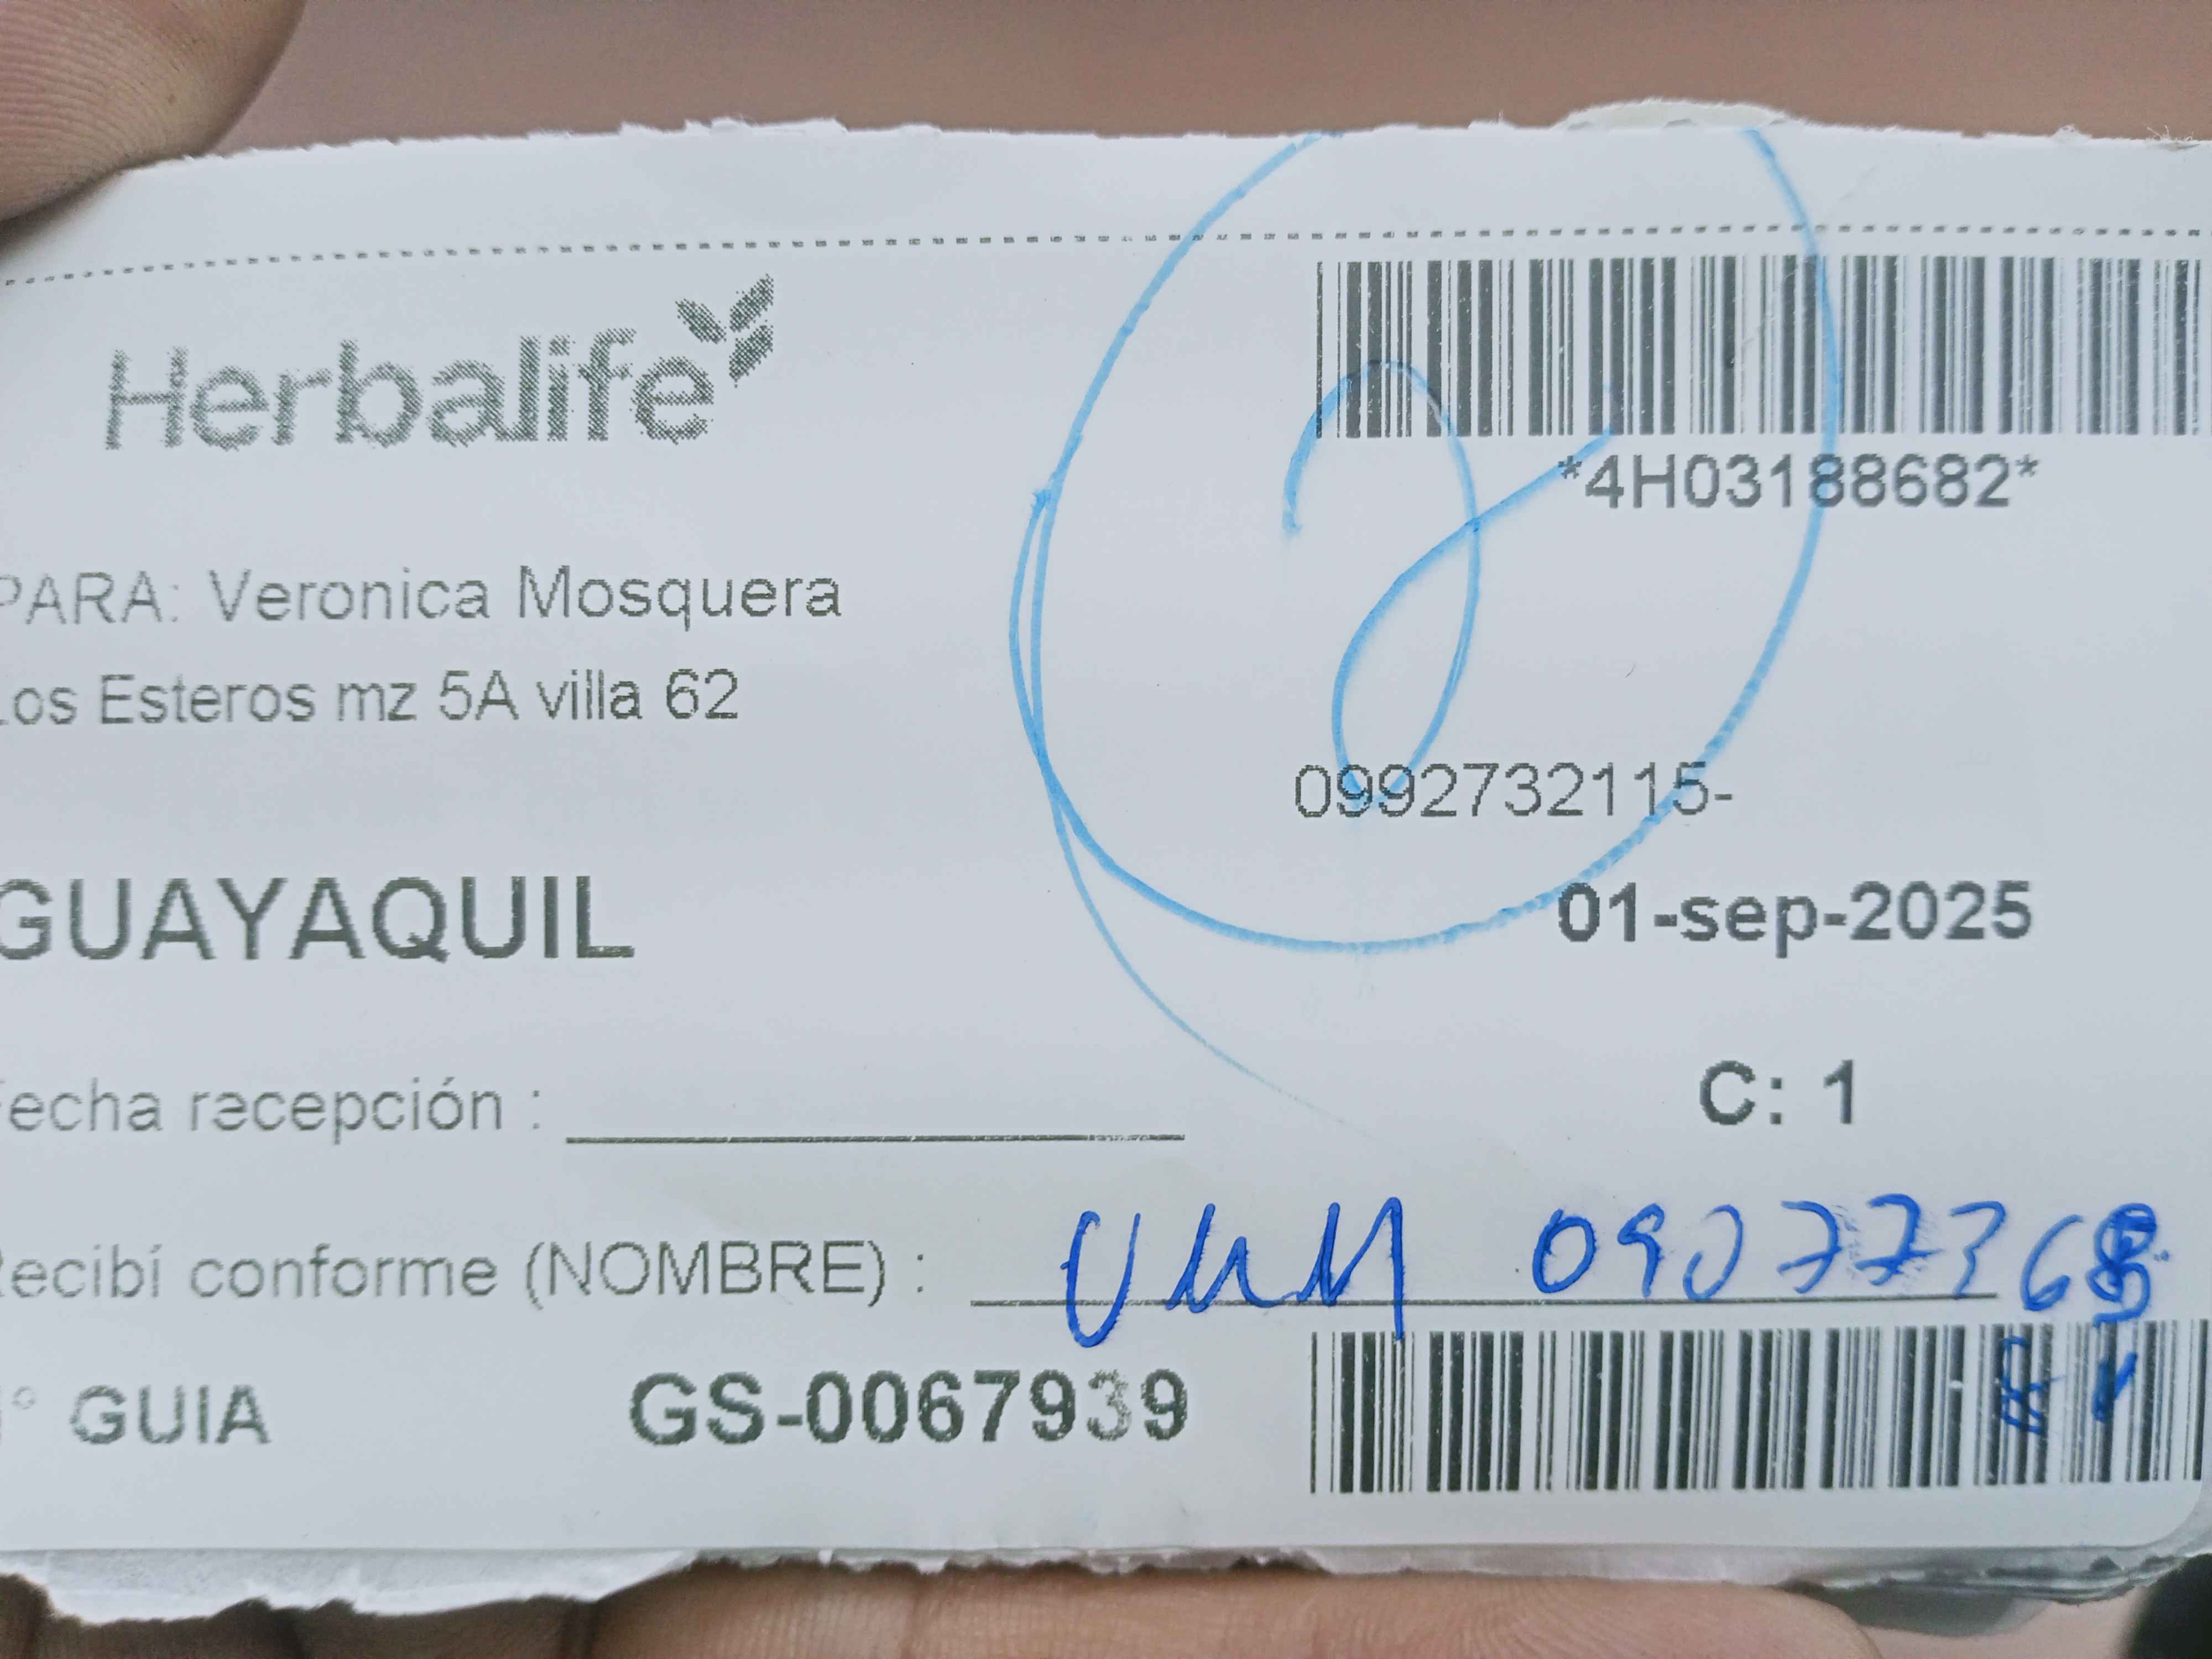 Herbalife
*4H03188682*
PARA: Veronica Mosquera
Los Esteros mz 5A villa 62
0992732115-
GUAYAQUIL
01-sep-2025
Fecha recepción :
C: 1
Recibí conforme (NOMBRE) :
N° GUIA GS-0067939